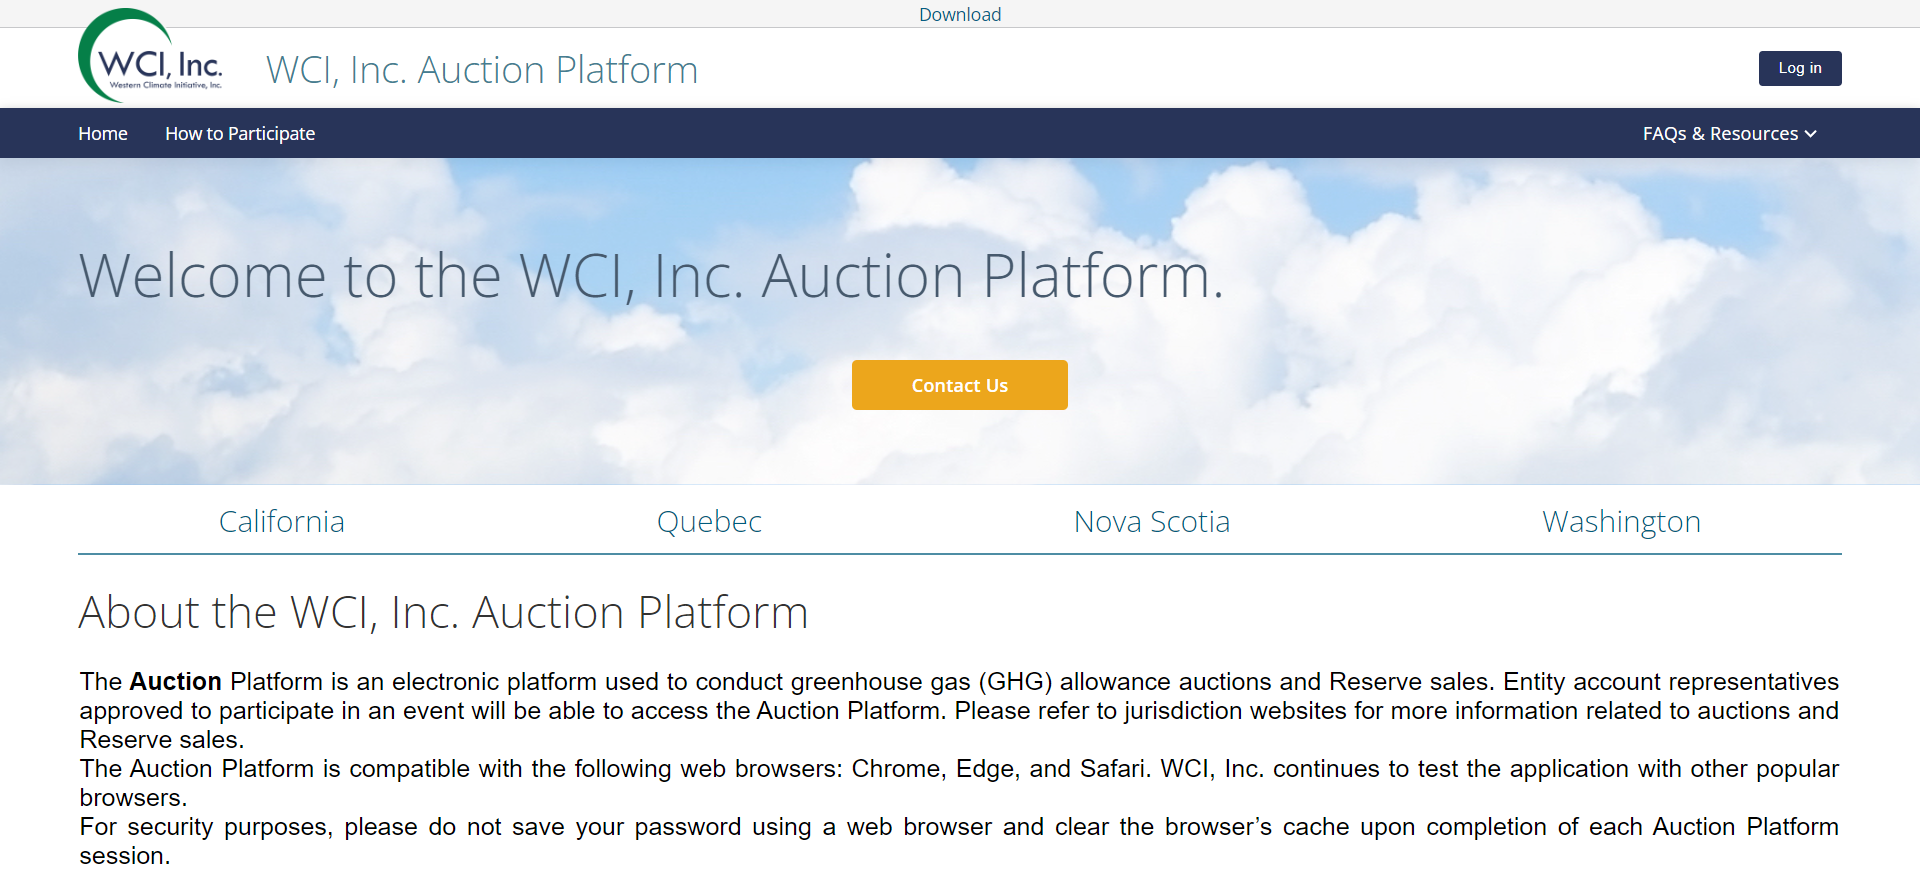 Download
WCI, Inc.
Western Climate Initiative, Inc.
WCI, Inc. Auction Platform
Log in
Home
How to Participate
FAQs & Resources
Welcome to the WCI, Inc. Auction Platform.
Contact Us
California
Quebec
Nova Scotia
Washington
About the WCI, Inc. Auction Platform
The Auction Platform is an electronic platform used to conduct greenhouse gas (GHG) allowance auctions and Reserve sales. Entity account representatives
approved to participate in an event will be able to access the Auction Platform. Please refer to jurisdiction websites for more information related to auctions and
Reserve sales.
The Auction Platform is compatible with the following web browsers: Chrome, Edge, and Safari. WCI, Inc. continues to test the application with other popular
browsers.
For security purposes, please do not save your password using a web browser and clear the browser’s cache upon completion of each Auction Platform
session.